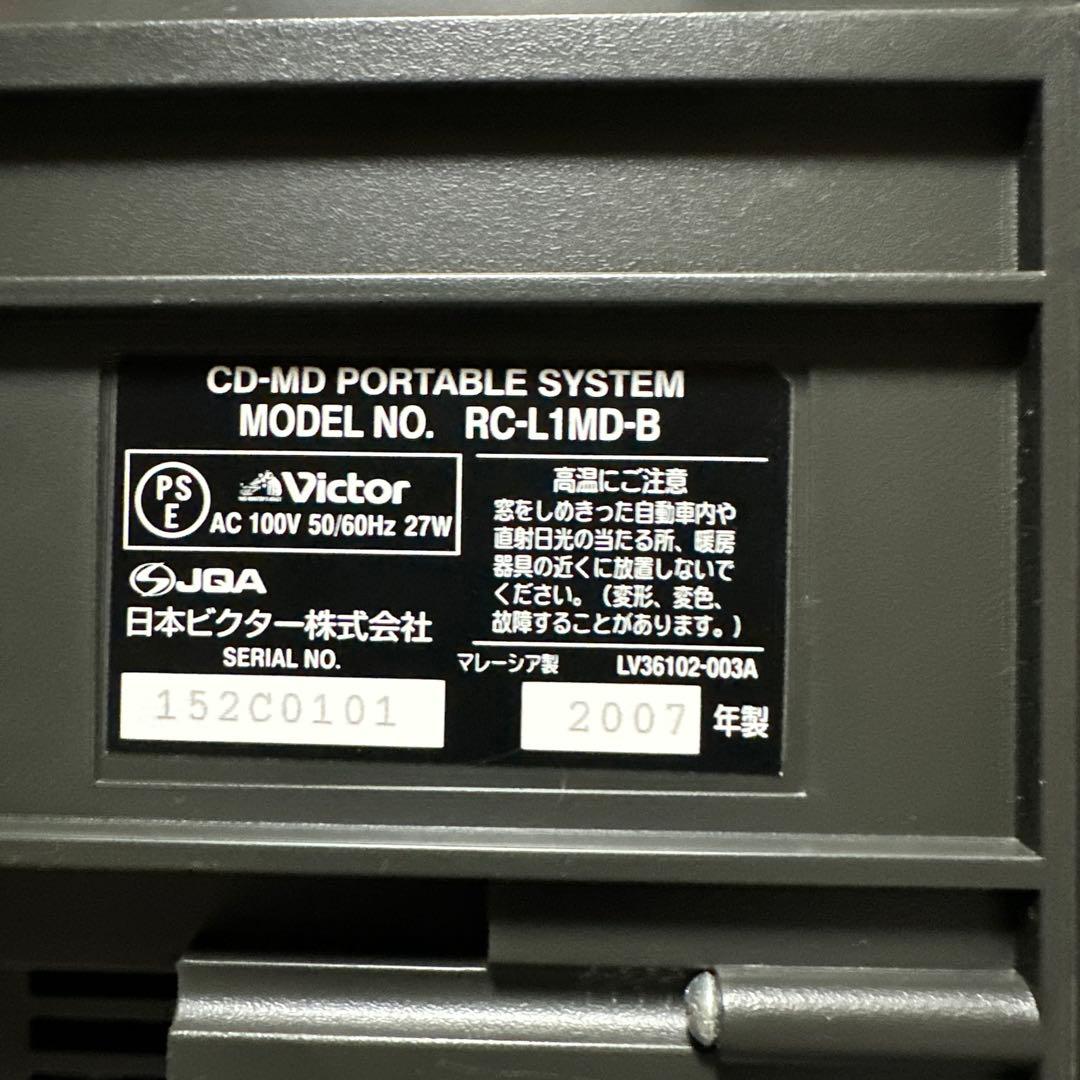 CD-MD PORTABLE SYSTEM
MODEL NO. RC-L1MD-B
PS
E
Victor
AC 100V 50/60Hz 27W
JQA
日本ビクター株式会社
SERIAL NO.
152C0101
高温にご注意
窓をしめきった自動車内や
直射日光の当たる所、暖房
器具の近くに放置しないで
ください。(変形、変色、
故障することがあります。)
マレーシア製 LV36102-003A
2007 年製